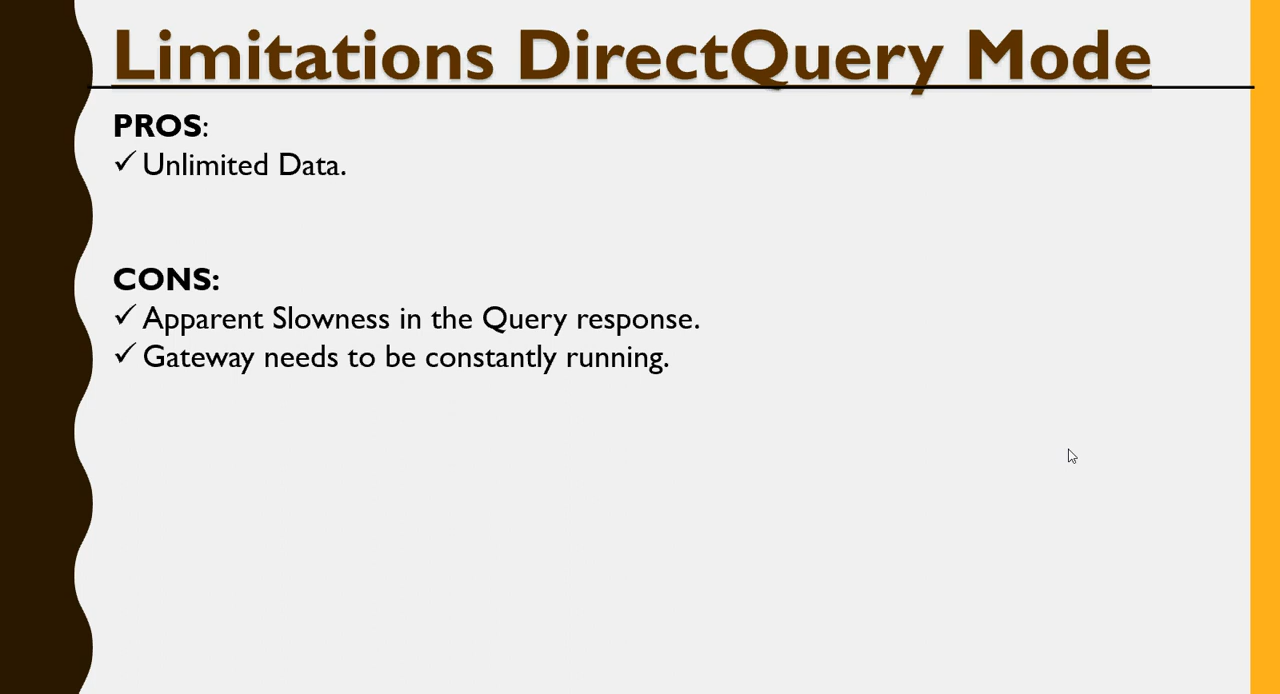 Limitations DirectQuery Mode
PROS:
✓ Unlimited Data.
CONS:
✓ Apparent Slowness in the Query response.
✓ Gateway needs to be constantly running.